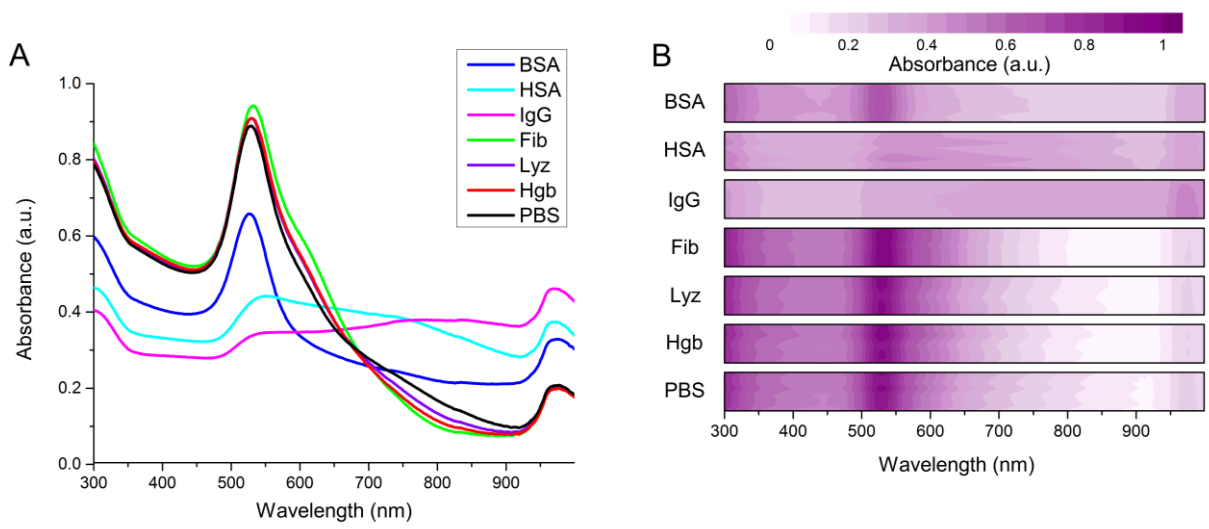 A
BSA
HSA
IgG
Fib
Lyz
Hgb
PBS
1.0
0.8
0.6
0.4
0.2
0.0
Absorbance (a.u.)
300 400 500 600 700 800 900
Wavelength (nm)
B
0 0.2 0.4 0.6 0.8 1
Absorbance (a.u.)
BSA
HSA
IgG
Fib
Lyz
Hgb
PBS
300 400 500 600 700 800 900
Wavelength (nm)